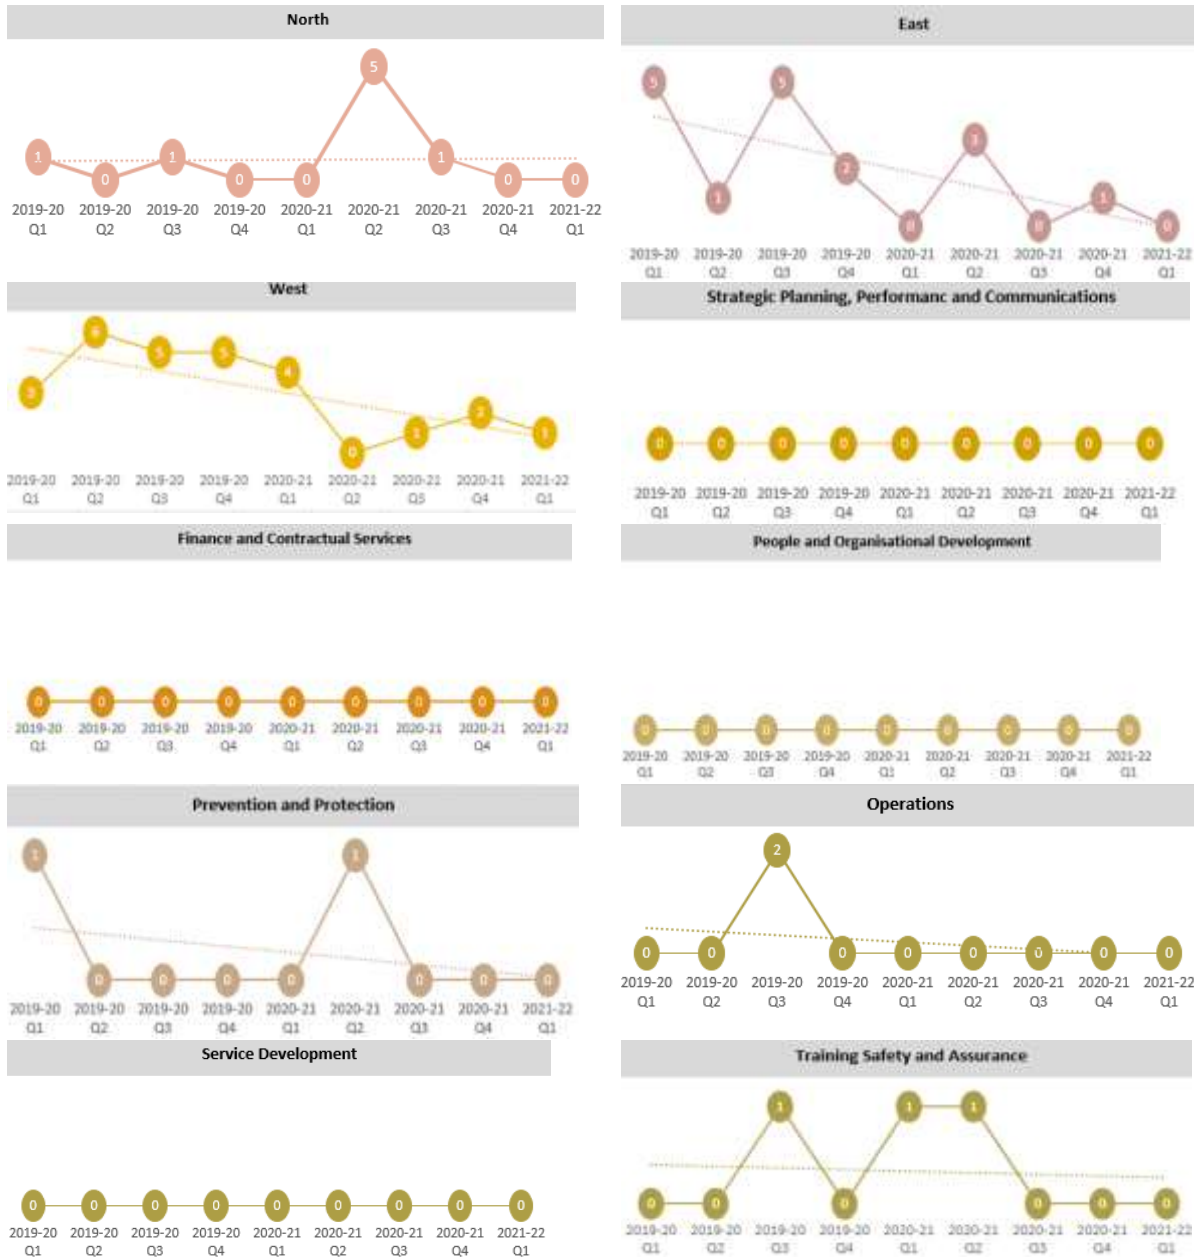 North
1 0 1 0 0 5 1 0 0
2019-20 2019-20 2019-20 2019-20 2020-21 2020-21 2020-21 2020-21 2021-22
Q1 Q2 Q3 Q4 Q1 Q2 Q3 Q4 Q1
East
5 1 5 2 0 3 0 1 0
2019-20 2019-20 2019-20 2019-20 2020-21 2020-21 2020-21 2020-21 2021-22
Q1 Q2 Q3 Q4 Q1 Q2 Q3 Q4 Q1
West
3 6 5 5 4 0 1 2 1
2019-20 2019-20 2019-20 2019-20 2020-21 2020-21 2020-21 2020-21 2021-22
Q1 Q2 Q3 Q4 Q1 Q2 Q3 Q4 Q1
Strategic Planning, Performanc and Communications
0 0 0 0 0 0 0 0 0
2019-20 2019-20 2019-20 2019-20 2020-21 2020-21 2020-21 2020-21 2021-22
Q1 Q2 Q3 Q4 Q1 Q2 Q3 Q4 Q1
Finance and Contractual Services
0 0 0 0 0 0 0 0 0
2019-20 2019-20 2019-20 2019-20 2020-21 2020-21 2020-21 2020-21 2021-22
Q1 Q2 Q3 Q4 Q1 Q2 Q3 Q4 Q1
People and Organisational Development
0 0 0 0 0 0 0 0 0
2019-20 2019-20 2019-20 2019-20 2020-21 2020-21 2020-21 2020-21 2021-22
Q1 Q2 Q3 Q4 Q1 Q2 Q3 Q4 Q1
Prevention and Protection
1 0 0 0 0 1 0 0 0
2019-20 2019-20 2019-20 2019-20 2020-21 2020-21 2020-21 2020-21 2021-22
Q1 Q2 Q3 Q4 Q1 Q2 Q3 Q4 Q1
Operations
0 0 2 0 0 0 0 0 0
2019-20 2019-20 2019-20 2019-20 2020-21 2020-21 2020-21 2020-21 2021-22
Q1 Q2 Q3 Q4 Q1 Q2 Q3 Q4 Q1
Service Development
0 0 0 0 0 0 0 0 0
2019-20 2019-20 2019-20 2019-20 2020-21 2020-21 2020-21 2020-21 2021-22
Q1 Q2 Q3 Q4 Q1 Q2 Q3 Q4 Q1
Training Safety and Assurance
0 0 1 0 1 1 0 0 0
2019-20 2019-20 2019-20 2019-20 2020-21 2020-21 2020-21 2020-21 2021-22
Q1 Q2 Q3 Q4 Q1 Q2 Q3 Q4 Q1